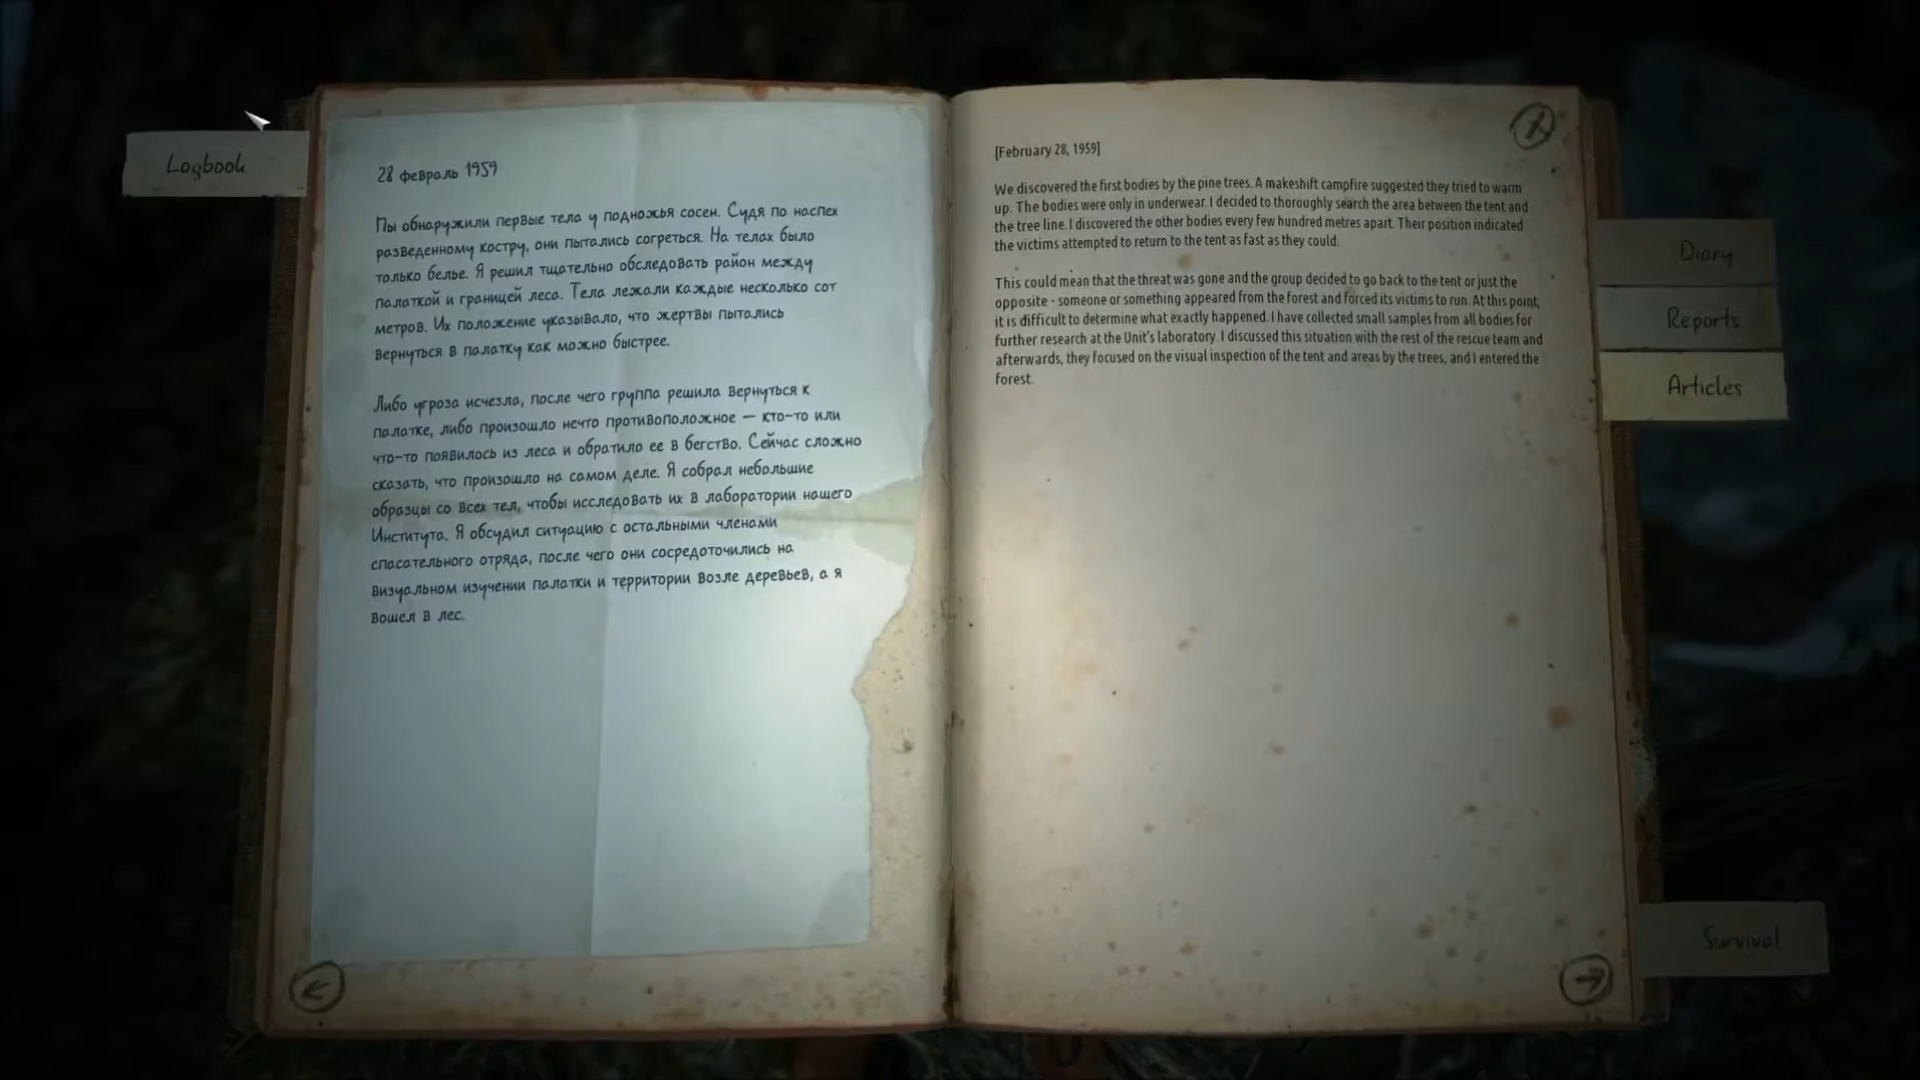 Logbook
28 февраль 1959
Пы обнаружили первые тела у подножья сосен. Судя по наспех
разведенному костру, они пытались согреться. На телах было
только белье. Я решил тщательно обследовать район между
палаткой и границей леса. Тела лежали каждые несколько сот
метров. Их положение указывало, что жертвы пытались
вернуться в палатку как можно быстрее.
Либо угроза исчезла, после чего группа решила вернуться к
палатке, либо произошло нечто противоположное — кто-то или
что-то появилось из леса и обратило ее в бегство. Сейчас сложно
сказать, что произошло на самом деле. Я собрал небольшие
образцы со всех тел, чтобы исследовать их в лаборатории нашего
Института. Я обсудил ситуацию с остальными членами
спасательного отряда, после чего они сосредоточились на
визуальном изучении палатки и территории возле деревьев, а я
вошел в лес.
[February 28, 1959]
We discovered the first bodies by the pine trees. A makeshift campfire suggested they tried to warm
up. The bodies were only in underwear. I decided to thoroughly search the area between the tent and
the tree line. I discovered the other bodies every few hundred metres apart. Their position indicated
the victims attempted to return to the tent as fast as they could.
This could mean that the threat was gone and the group decided to go back to the tent or just the
opposite - someone or something appeared from the forest and forced its victims to run. At this point,
it is difficult to determine what exactly happened. I have collected small samples from all bodies for
further research at the Unit's laboratory. I discussed this situation with the rest of the rescue team and
afterwards, they focused on the visual inspection of the tent and areas by the trees, and I entered the
forest.
Diary
Reports
Articles
Survival